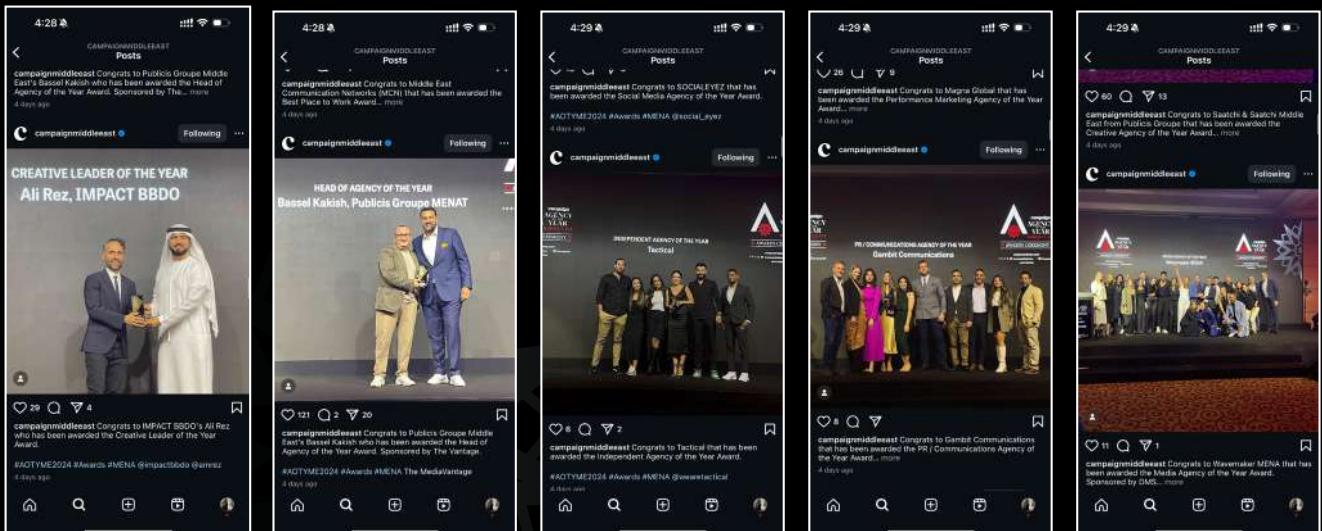 4:28
CAMPAIGNMIDDLEEAST
Posts
campaignmiddleeast Congrats to Publicis Groupe Middle
East's Bassel Kakish who has been awarded the Head of
Agency of the Year Award. Sponsored by The... more
4 days ago
campaignmiddleeast
Following
CREATIVE LEADER OF THE YEAR
Ali Rez, IMPACT BBDO
29
4
campaignmiddleeast Congrats to IMPACT BBDO's Ali Rez
who has been awarded the Creative Leader of the Year
Award.
#AOTYME2024 #Awards #MENA @impactbbdo @amrez
4 days ago
4:28
CAMPAIGNMIDDLEEAST
Posts
campaignmiddleeast Congrats to Middle East
Communication Networks (MCN) that has been awarded the
Best Place to Work Award... more
4 days ago
campaignmiddleeast
Following
HEAD OF AGENCY OF THE YEAR
Bassel Kakish, Publicis Groupe MENAT
121
2
20
campaignmiddleeast Congrats to Publicis Groupe Middle
East's Bassel Kakish who has been awarded the Head of
Agency of the Year Award. Sponsored by The Vantage.
#AOTYME2024 #Awards #MENA The MediaVantage
4 days ago
4:29
CAMPAIGNMIDDLEEAST
Posts
campaignmiddleeast Congrats to SOCIALEYEZ that has
been awarded the Social Media Agency of the Year Award.
#AOTYME2024 #Awards #MENA @social_eyez
4 days ago
campaignmiddleeast
Following
AGENCY
YEAR
INDEPENDENT AGENCY OF THE YEAR
Tactical
6
2
campaignmiddleeast Congrats to Tactical that has been
awarded the Independent Agency of the Year Award.
#AOTYME2024 #Awards #MENA @wearetactical
4 days ago
4:29
CAMPAIGNMIDDLEEAST
Posts
26
9
campaignmiddleeast Congrats to Magna Global that has
been awarded the Performance Marketing Agency of the Year
Award... more
4 days ago
campaignmiddleeast
Following
AGENCY
YEAR
PR / COMMUNICATIONS AGENCY OF THE YEAR
Gambit Communications
8
campaignmiddleeast Congrats to Gambit Communications
that has been awarded the PR / Communications Agency of
the Year Award... more
4 days ago
4:29
CAMPAIGNMIDDLEEAST
Posts
60
13
campaignmiddleeast Congrats to Saatchi & Saatchi Middle
East from Publicis Groupe that has been awarded the
Creative Agency of the Year Award... more
4 days ago
campaignmiddleeast
Following
AGENCY
YEAR
AGENCY
YEAR
11
1
campaignmiddleeast Congrats to Wavemaker MENA that has
been awarded the Media Agency of the Year Award.
Sponsored by DMS... more
4 days ago